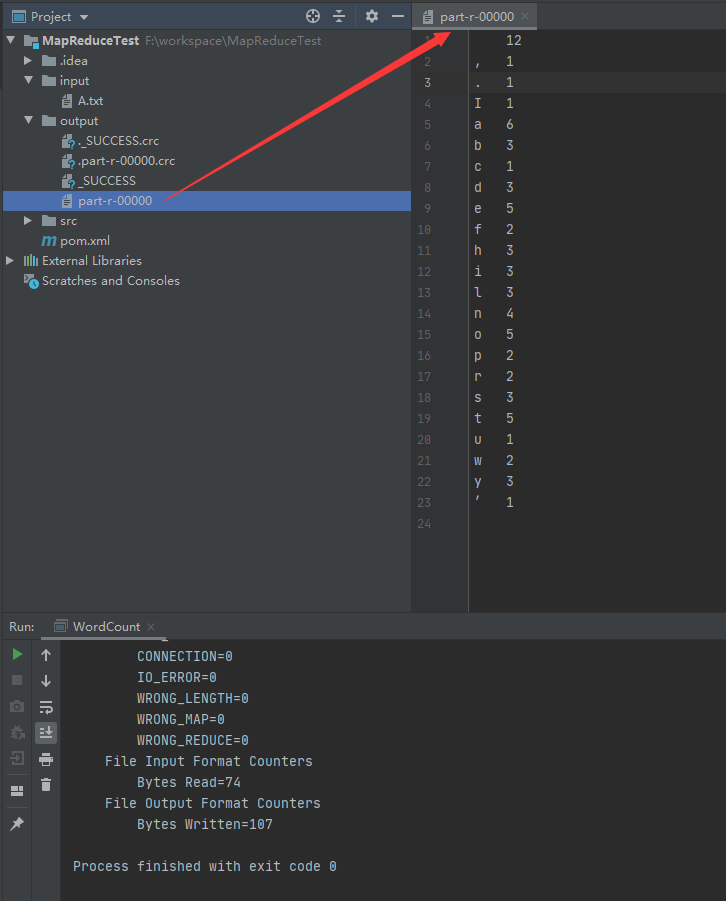 Project
MapReduceTest F:\workspace\MapReduceTest
.idea
input
A.txt
output
._SUCCESS.crc
.part-r-00000.crc
_SUCCESS
part-r-00000
src
pom.xml
External Libraries
Scratches and Consoles
part-r-00000
1 12
2 , 1
3 . 1
4 I 1
5 a 6
6 b 3
7 c 1
8 d 3
9 e 5
10 f 2
11 h 3
12 i 3
13 l 3
14 n 4
15 o 5
16 p 2
17 r 2
18 s 3
19 t 5
20 u 1
21 w 2
22 y 3
23 ’ 1
24
Run: WordCount
CONNECTION=0
IO_ERROR=0
WRONG_LENGTH=0
WRONG_MAP=0
WRONG_REDUCE=0
File Input Format Counters
Bytes Read=74
File Output Format Counters
Bytes Written=107
Process finished with exit code 0